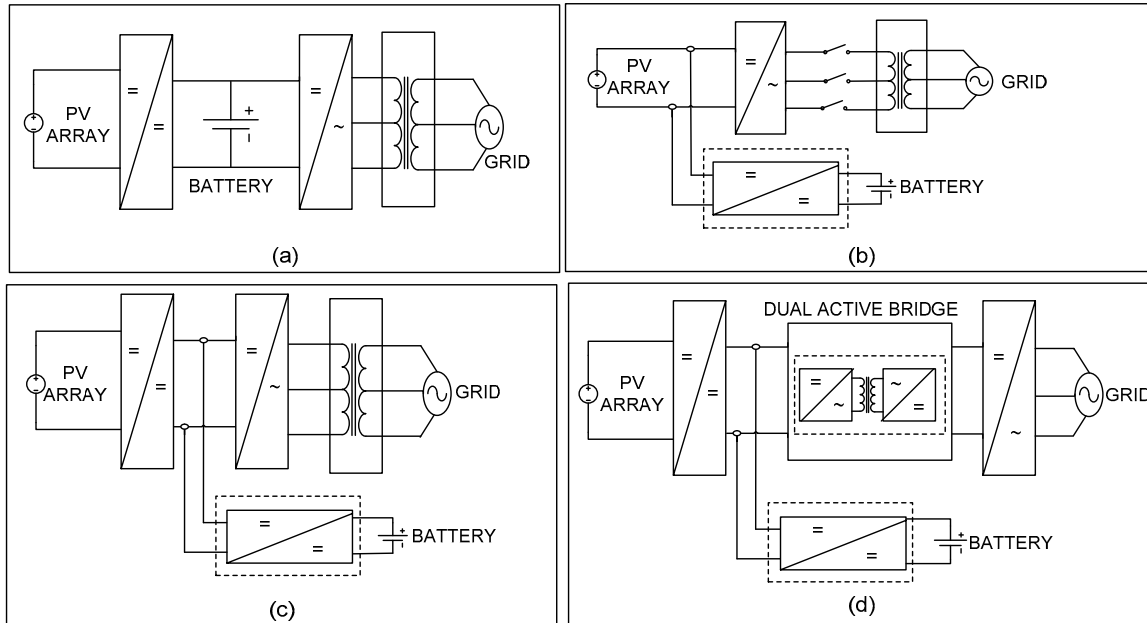 PV
ARRAY
BATTERY
GRID
(a)
PV
ARRAY
GRID
BATTERY
(b)
PV
ARRAY
GRID
BATTERY
(c)
DUAL ACTIVE BRIDGE
PV
ARRAY
GRID
BATTERY
(d)